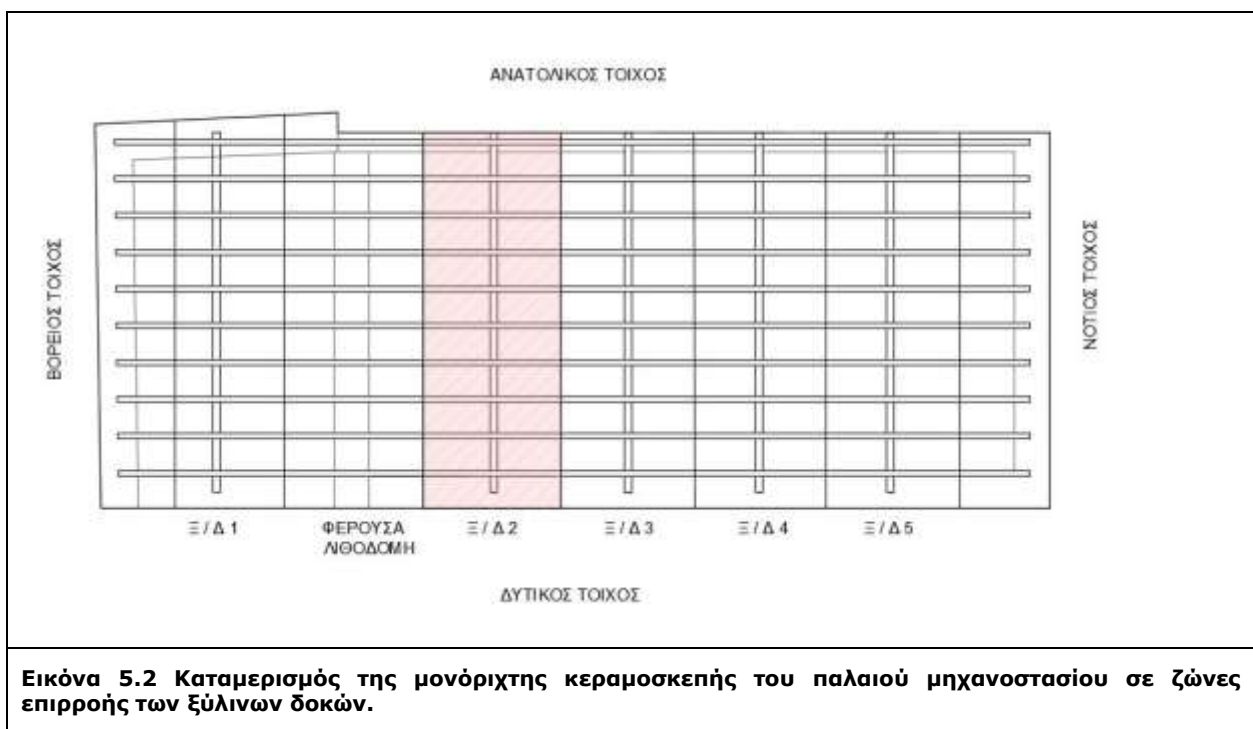 ΑΝΑΤΟΛΙΚΟΣ ΤΟΙΧΟΣ
ΒΟΡΕΙΟΣ ΤΟΙΧΟΣ
ΝΟΤΙΟΣ ΤΟΙΧΟΣ
Ξ / Δ 1
ΦΕΡΟΥΣΑ
ΛΙΘΟΔΟΜΗ
Ξ / Δ 2
Ξ / Δ 3
Ξ / Δ 4
Ξ / Δ 5
ΔΥΤΙΚΟΣ ΤΟΙΧΟΣ
Εικόνα 5.2 Καταμερισμός της μονόριχτης κεραμοσκεπής του παλαιού μηχανοστασίου σε ζώνες
επιρροής των ξύλινων δοκών.